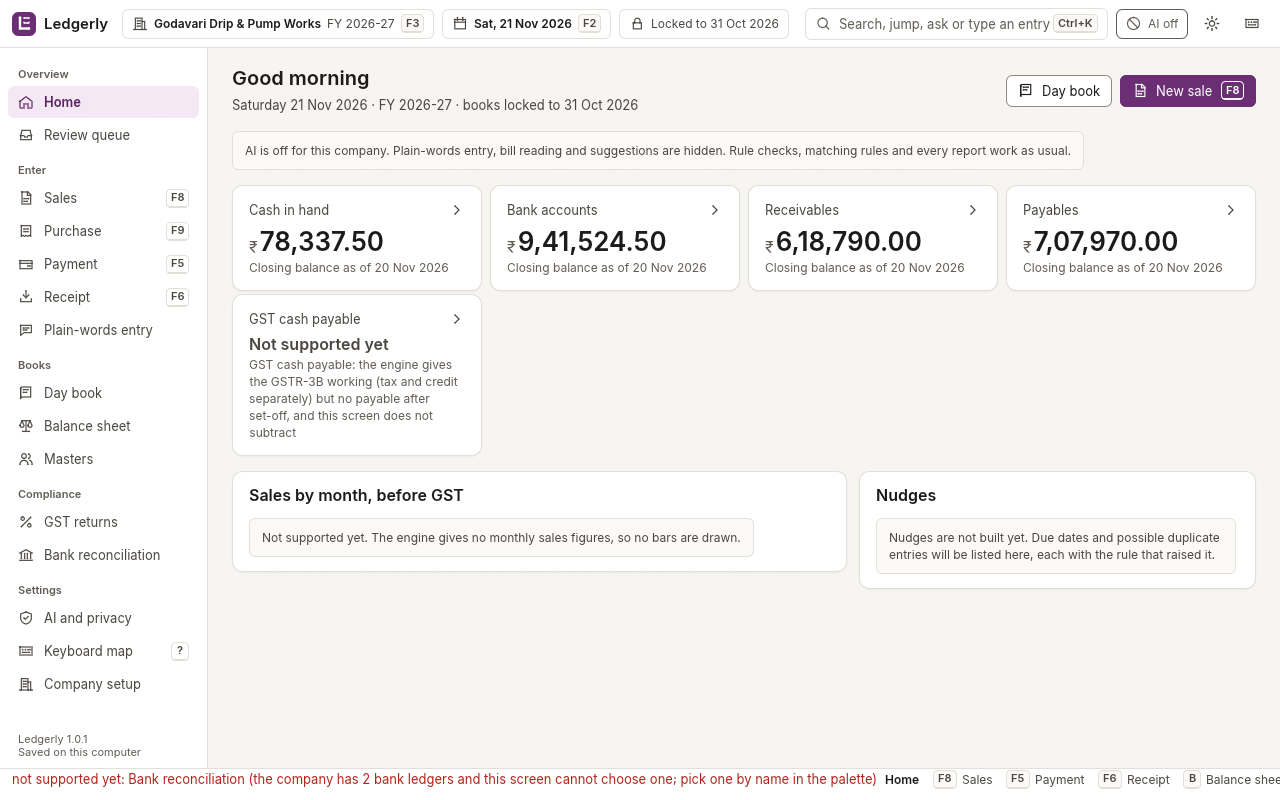 Ledgerly
Godavari Drip & Pump Works FY 2026-27 F3
Sat, 21 Nov 2026 F2
Locked to 31 Oct 2026
Search, jump, ask or type an entry Ctrl+K
AI off
Overview
Home
Review queue
Enter
Sales F8
Purchase F9
Payment F5
Receipt F6
Plain-words entry
Books
Day book
Balance sheet
Masters
Compliance
GST returns
Bank reconciliation
Settings
AI and privacy
Keyboard map ?
Company setup
Ledgerly 1.0.1
Saved on this computer
Good morning
Saturday 21 Nov 2026 · FY 2026-27 · books locked to 31 Oct 2026
Day book
New sale F8
AI is off for this company. Plain-words entry, bill reading and suggestions are hidden. Rule checks, matching rules and every report work as usual.
Cash in hand
₹78,337.50
Closing balance as of 20 Nov 2026
Bank accounts
₹9,41,524.50
Closing balance as of 20 Nov 2026
Receivables
₹6,18,790.00
Closing balance as of 20 Nov 2026
Payables
₹7,07,970.00
Closing balance as of 20 Nov 2026
GST cash payable
Not supported yet
GST cash payable: the engine gives
the GSTR-3B working (tax and credit
separately) but no payable after
set-off, and this screen does not
subtract
Sales by month, before GST
Not supported yet. The engine gives no monthly sales figures, so no bars are drawn.
Nudges
Nudges are not built yet. Due dates and possible duplicate
entries will be listed here, each with the rule that raised it.
not supported yet: Bank reconciliation (the company has 2 bank ledgers and this screen cannot choose one; pick one by name in the palette)
Home F8 Sales F5 Payment F6 Receipt B Balance shee